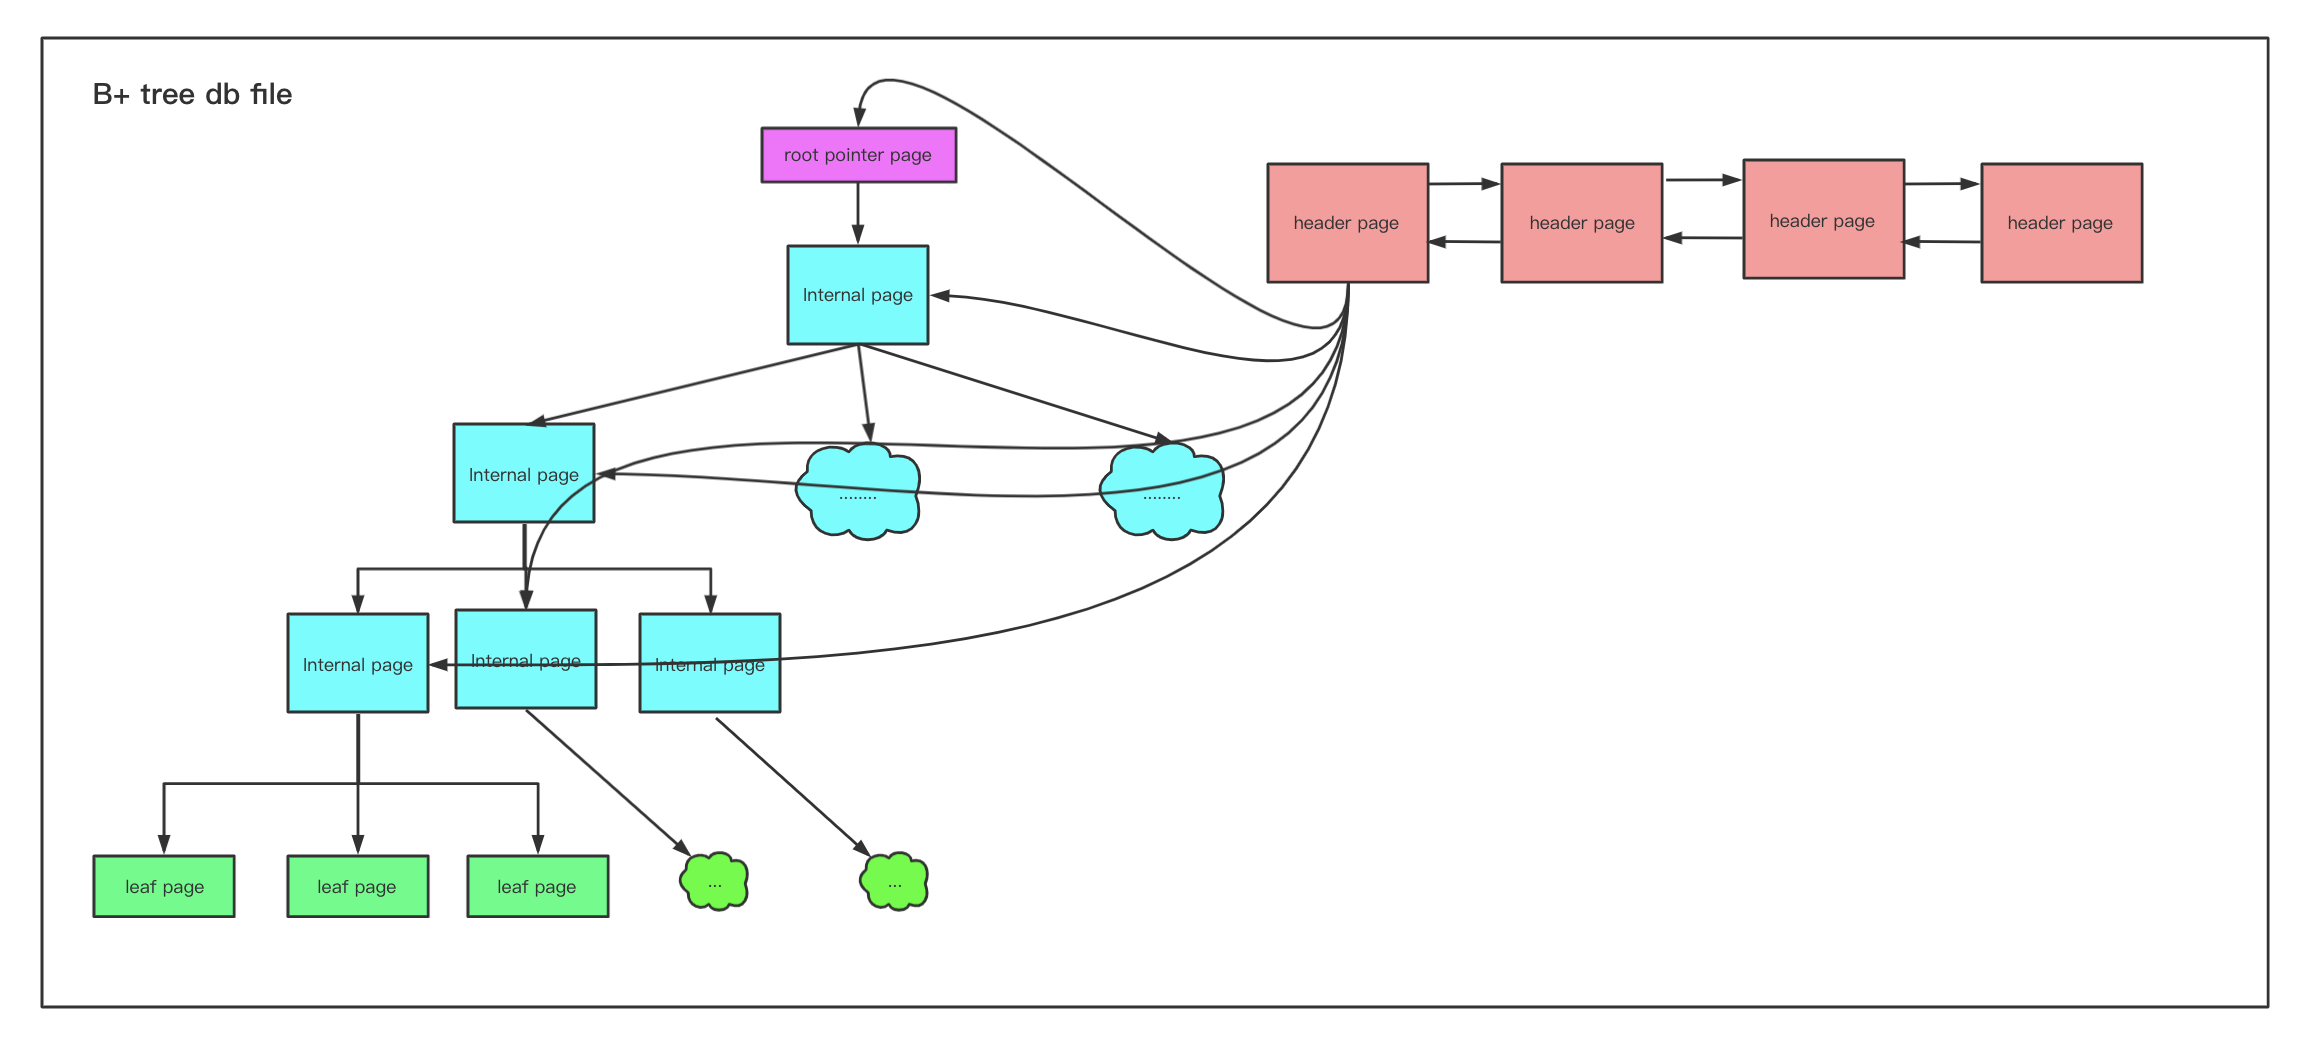 B+ tree db file
root pointer page
header page
header page
header page
header page
Internal page
Internal page
........
........
Internal page
Internal page
Internal page
leaf page
leaf page
leaf page
...
...